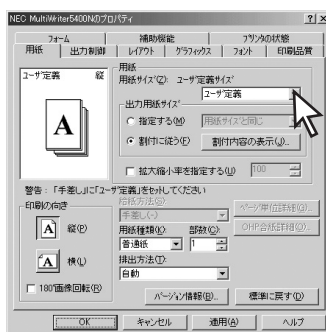 NEC MultiWriter5400Nのプロパティ
フォーム 補助機能 プリンタの状態
用紙 出力制御 レイアウト グラフィックス フォント 印刷品質
ユーザ定義 縦
用紙
用紙サイズ(Z): ユーザ定義サイズ
ユーザ定義
出力用紙サイズ
指定する(M) 用紙サイズと同じ
割付に従う(F) 割付内容の表示(J)...
拡大縮小率を指定する(U) 100
警告: 「手差し」に「ユーザ定義」をセットしてください
印刷の向き
縦(P)
横(L)
180°画像回転(R)
給紙方法(S):
手差し(-)
ページ単位詳細(G)...
用紙種類(K): 部数(C):
普通紙 1
OHP合紙詳細(Q)...
排出方法(T):
自動
バージョン情報(B)... 標準に戻す(D)
OK キャンセル 適用(A) ヘルプ
A
A
A